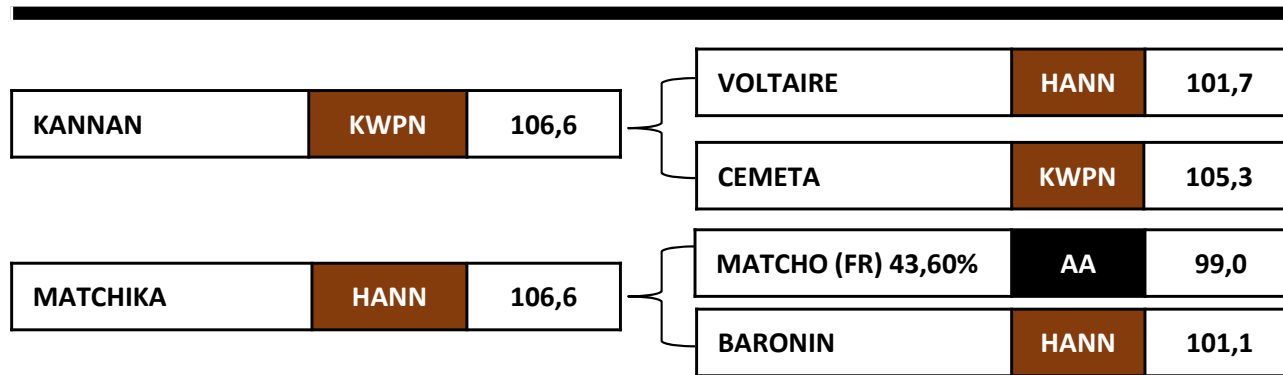 VOLTAIRE HANN 101,7
KANNAN KWPN 106,6
CEMETA KWPN 105,3
MATCHO (FR) 43,60% AA 99,0
MATCHIKA HANN 106,6
BARONIN HANN 101,1